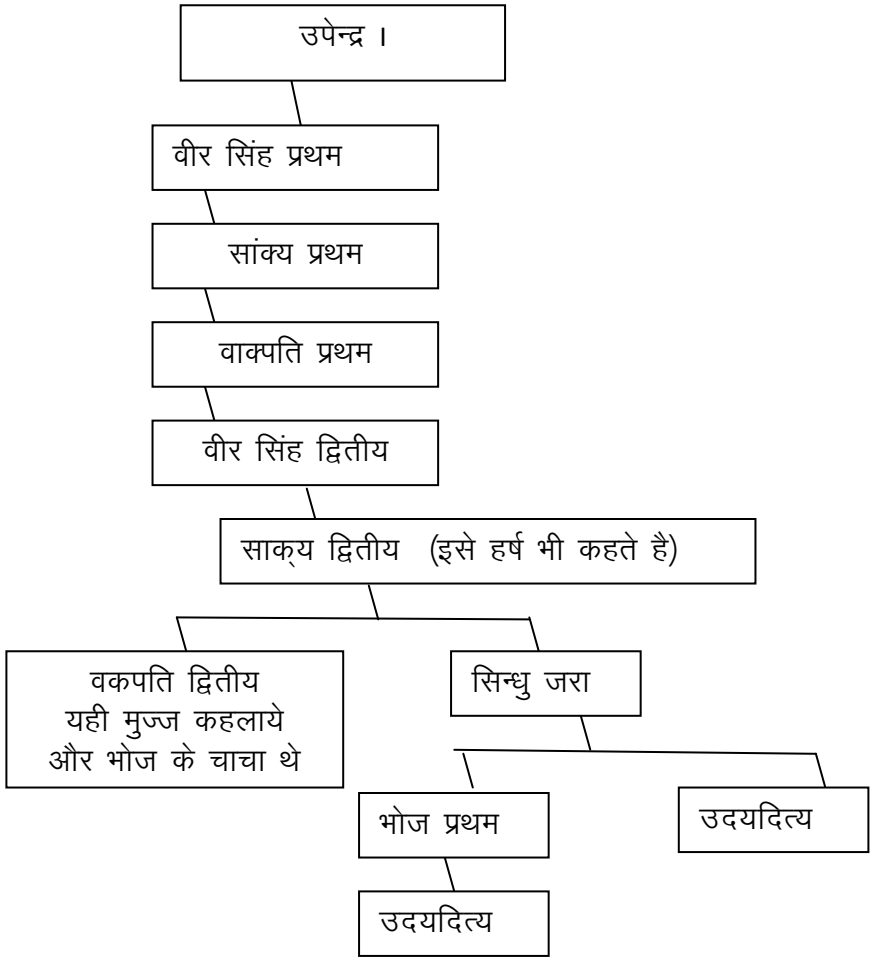 उपेन्द्र ।
वीर सिंह प्रथम
सांक्य प्रथम
वाक्पति प्रथम
वीर सिंह द्वितीय
साक्‌य द्वितीय (इसे हर्ष भी कहते है)
वकपति द्वितीय
यही मुज्ज कहलाये
और भोज के चाचा थे
सिन्धु जरा
भोज प्रथम
उदयदित्य
उदयदित्य